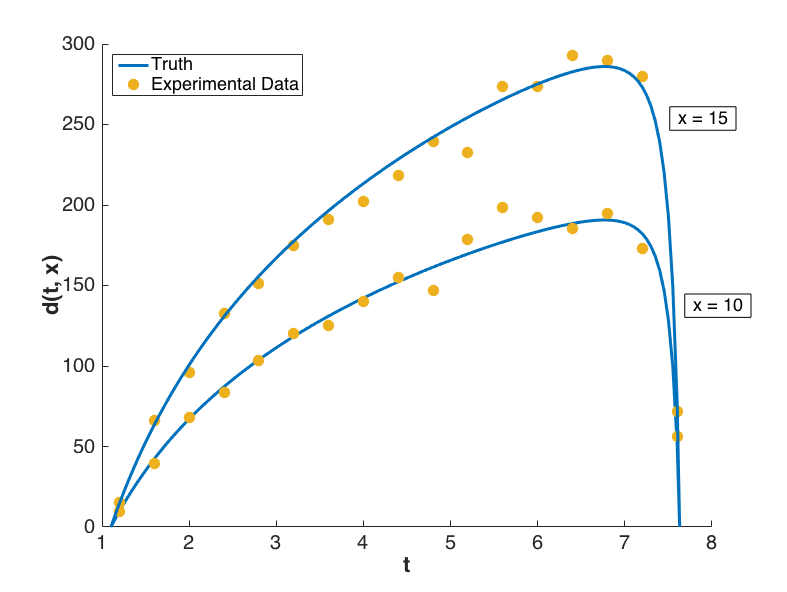 300
250
200
150
100
50
0
1 2 3 4 5 6 7 8
d(t, x)
t
Truth
Experimental Data
x = 15
x = 10